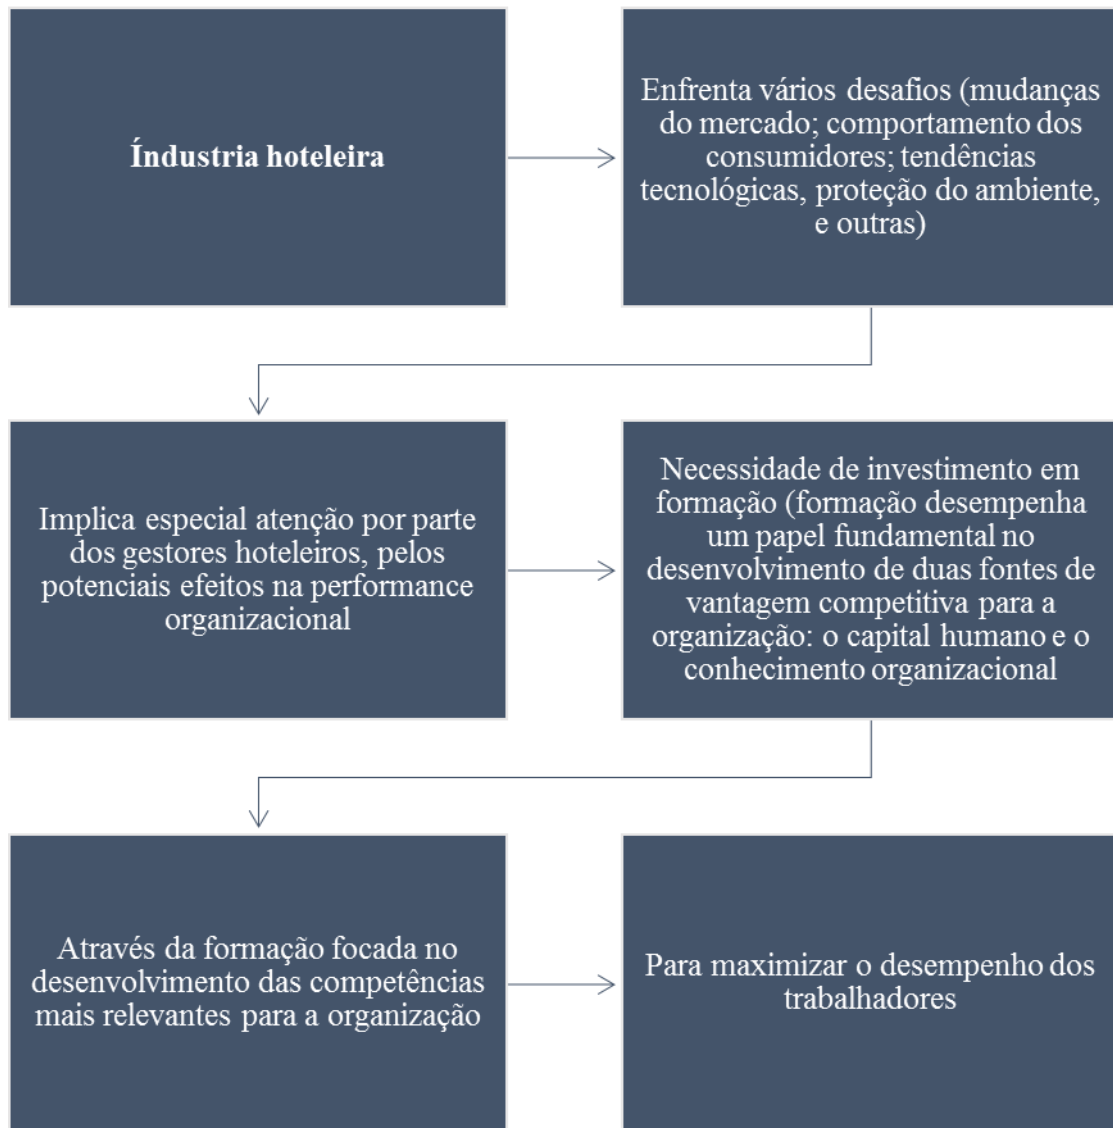 Índustria hoteleira
Enfrenta vários desafios (mudanças
do mercado; comportamento dos
consumidores; tendências
tecnológicas, proteção do ambiente,
e outras)
Implica especial atenção por parte
dos gestores hoteleiros, pelos
potenciais efeitos na performance
organizacional
Necessidade de investimento em
formação (formação desempenha
um papel fundamental no
desenvolvimento de duas fontes de
vantagem competitiva para a
organização: o capital humano e o
conhecimento organizacional
Através da formação focada no
desenvolvimento das competências
mais relevantes para a organização
Para maximizar o desempenho dos
trabalhadores